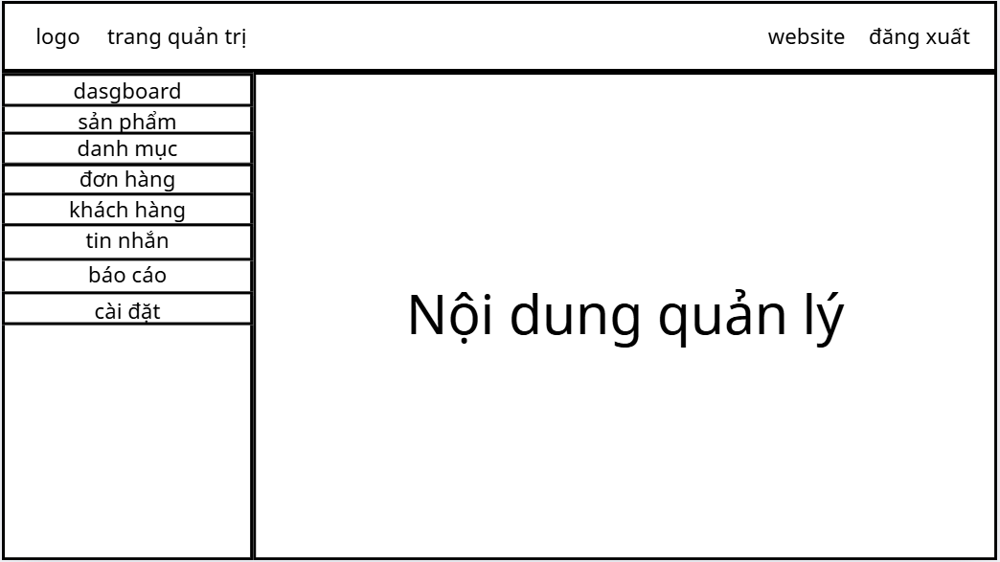 logo trang quản trị website đăng xuất
dasgboard
sản phẩm
danh mục
đơn hàng
khách hàng
tin nhắn
báo cáo
cài đặt
Nội dung quản lý